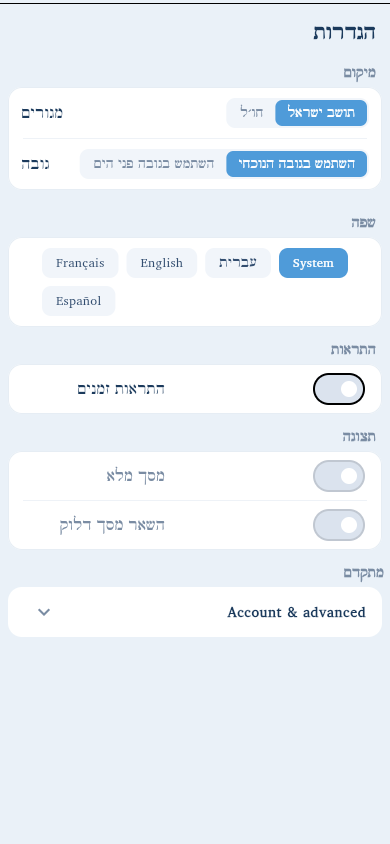 הגדרות
מיקום
תושב ישראל חו״ל מגורים
השתמש בגובה הנוכחי השתמש בגובה פני הים גובה
שפה
System עברית English Français
Español
התראות
התראות זמנים
תצוגה
מסך מלא
השאר מסך דלוק
מתקדם
Account & advanced